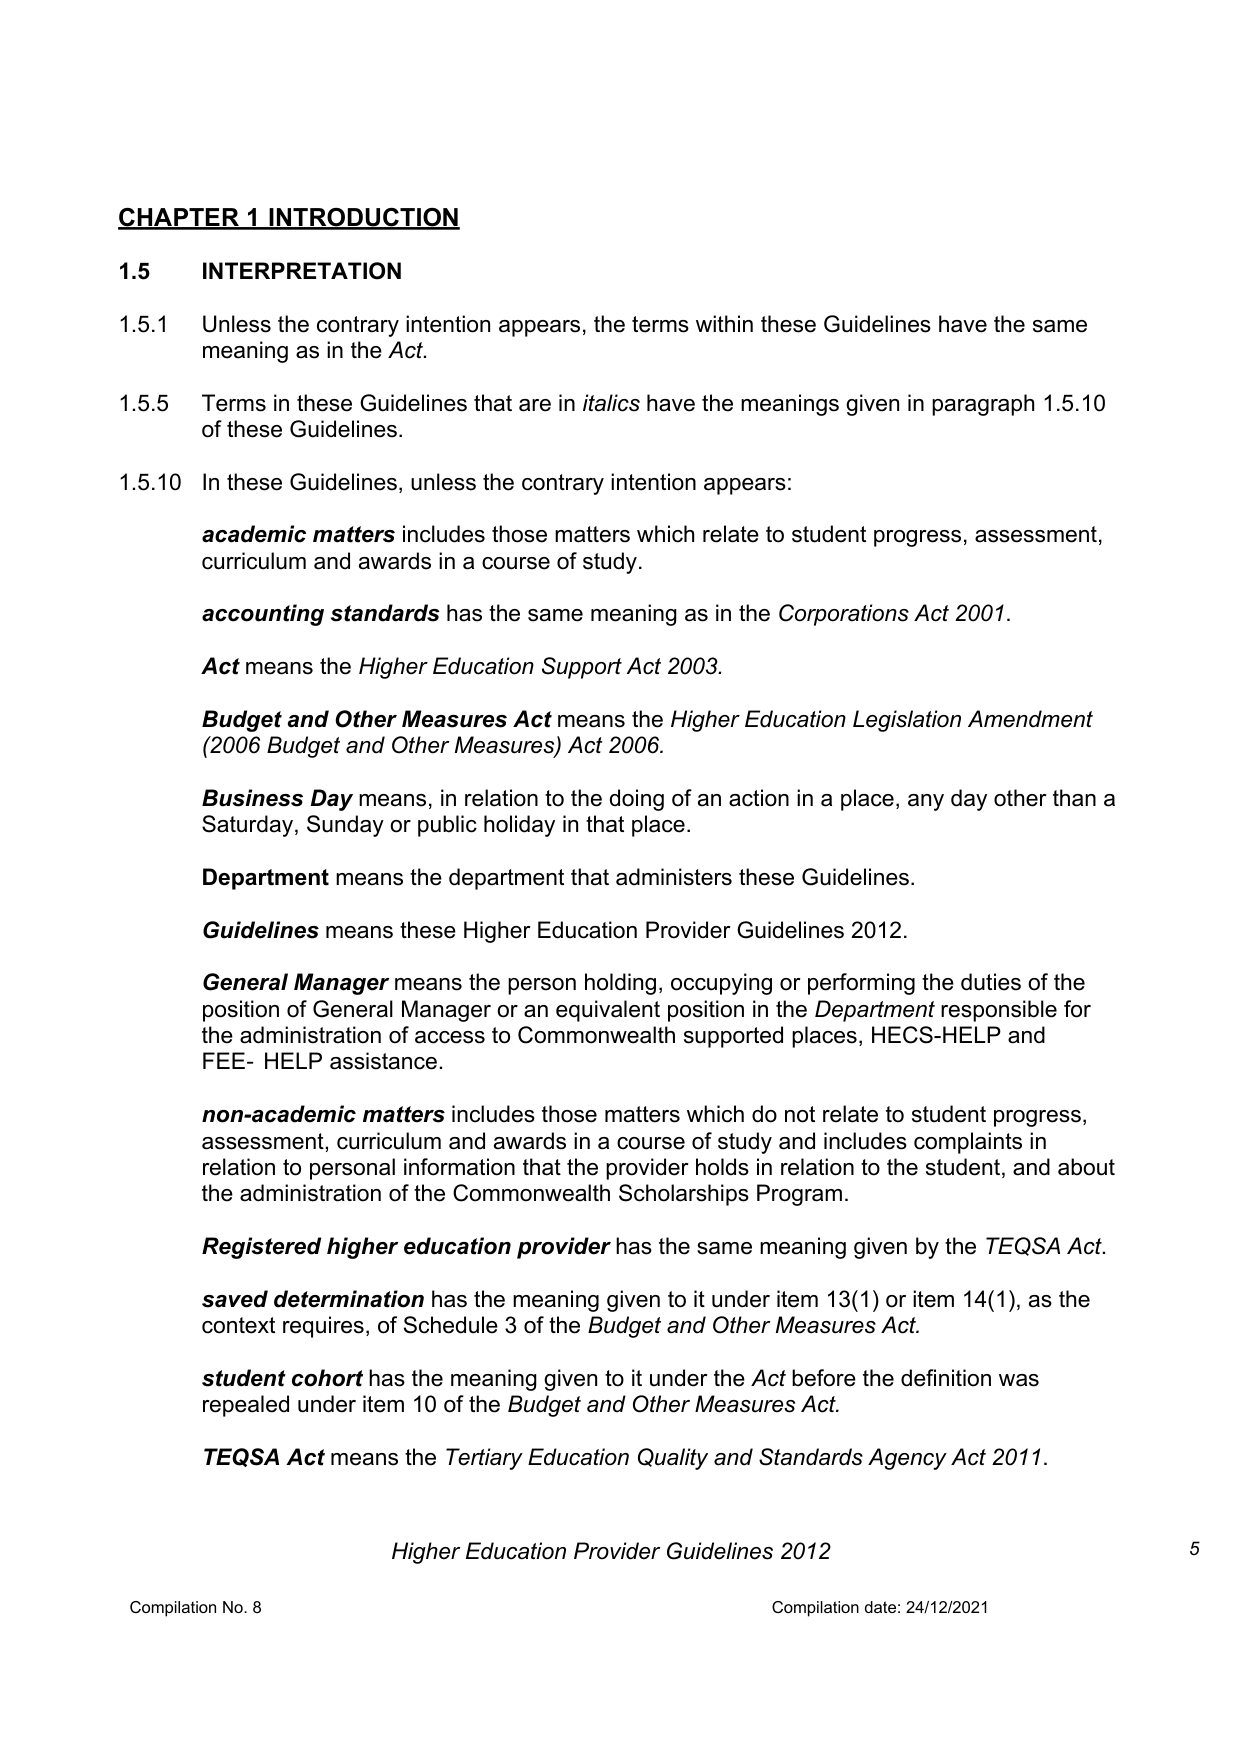 CHAPTER 1 INTRODUCTION
1.5 INTERPRETATION
1.5.1 Unless the contrary intention appears, the terms within these Guidelines have the same
meaning as in the Act.
1.5.5 Terms in these Guidelines that are in italics have the meanings given in paragraph 1.5.10
of these Guidelines.
1.5.10 In these Guidelines, unless the contrary intention appears:
academic matters includes those matters which relate to student progress, assessment,
curriculum and awards in a course of study.
accounting standards has the same meaning as in the Corporations Act 2001.
Act means the Higher Education Support Act 2003.
Budget and Other Measures Act means the Higher Education Legislation Amendment
(2006 Budget and Other Measures) Act 2006.
Business Day means, in relation to the doing of an action in a place, any day other than a
Saturday, Sunday or public holiday in that place.
Department means the department that administers these Guidelines.
Guidelines means these Higher Education Provider Guidelines 2012.
General Manager means the person holding, occupying or performing the duties of the
position of General Manager or an equivalent position in the Department responsible for
the administration of access to Commonwealth supported places, HECS-HELP and
FEE- HELP assistance.
non-academic matters includes those matters which do not relate to student progress,
assessment, curriculum and awards in a course of study and includes complaints in
relation to personal information that the provider holds in relation to the student, and about
the administration of the Commonwealth Scholarships Program.
Registered higher education provider has the same meaning given by the TEQSA Act.
saved determination has the meaning given to it under item 13(1) or item 14(1), as the
context requires, of Schedule 3 of the Budget and Other Measures Act.
student cohort has the meaning given to it under the Act before the definition was
repealed under item 10 of the Budget and Other Measures Act.
TEQSA Act means the Tertiary Education Quality and Standards Agency Act 2011.
Higher Education Provider Guidelines 2012 5
Compilation No. 8 Compilation date: 24/12/2021